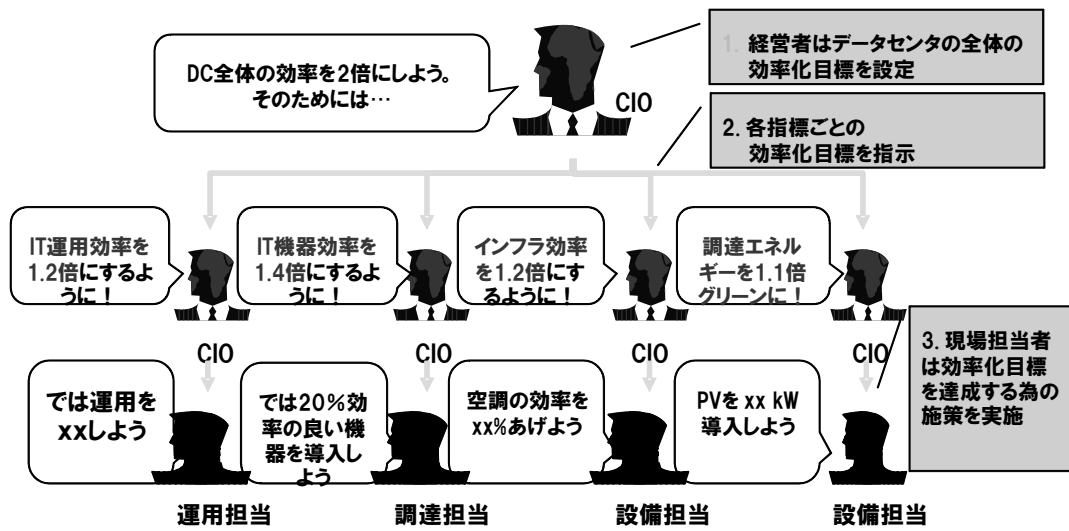 DC全体の効率を2倍にしよう。
そのためには…
CIO
1. 経営者はデータセンタの全体の
効率化目標を設定
2. 各指標ごとの
効率化目標を指示
IT運用効率を
1.2倍にするよ
うに！
IT機器効率を
1.4倍にするよ
うに！
インフラ効率
を1.2倍にす
るように！
調達エネル
ギーを1.1倍
グリーンに！
CIO
CIO
CIO
CIO
3. 現場担当者
は効率化目標
を達成する為の
施策を実施
では運用を
xxしよう
では20％効
率の良い機
器を導入し
よう
空調の効率を
xx%あげよう
PVを xx kW
導入しよう
運用担当
調達担当
設備担当
設備担当